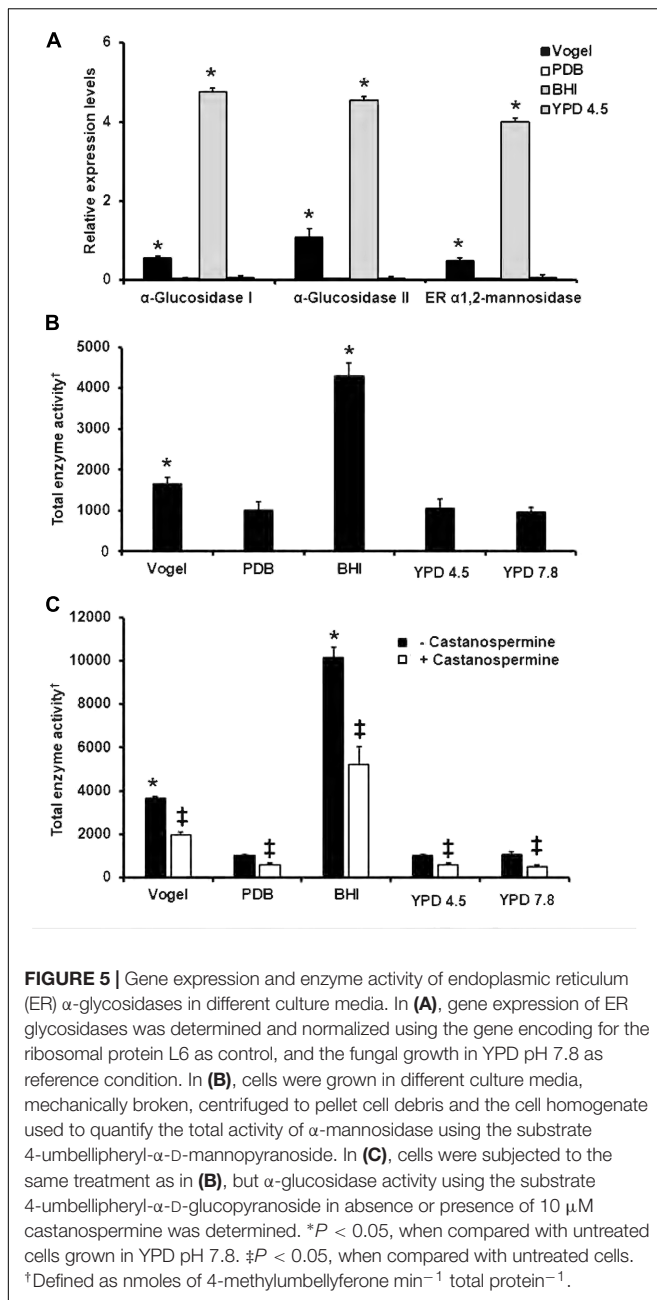 A
Relative expression levels
6
4
2
0
Vogel
PDB
BHI
YPD 4.5
* * * * * *
α-Glucosidase I α-Glucosidase II ER α1,2-mannosidase
B
Total enzyme activity†
5000
4000
3000
2000
1000
0
* *
Vogel PDB BHI YPD 4.5 YPD 7.8
C
Total enzyme activity†
12000
10000
8000
6000
4000
2000
0
- Castanospermine
+ Castanospermine
* ‡ ‡ * ‡ ‡ ‡
Vogel PDB BHI YPD 4.5 YPD 7.8
FIGURE 5 | Gene expression and enzyme activity of endoplasmic reticulum
(ER) α-glycosidases in different culture media. In (A), gene expression of ER
glycosidases was determined and normalized using the gene encoding for the
ribosomal protein L6 as control, and the fungal growth in YPD pH 7.8 as
reference condition. In (B), cells were grown in different culture media,
mechanically broken, centrifuged to pellet cell debris and the cell homogenate
used to quantify the total activity of α-mannosidase using the substrate
4-umbellipheryl-α-D-mannopyranoside. In (C), cells were subjected to the
same treatment as in (B), but α-glucosidase activity using the substrate
4-umbellipheryl-α-D-glucopyranoside in absence or presence of 10 μM
castanospermine was determined. *P < 0.05, when compared with untreated
cells grown in YPD pH 7.8. ‡P < 0.05, when compared with untreated cells.
†Defined as nmoles of 4-methylumbellyferone min−1 total protein−1.